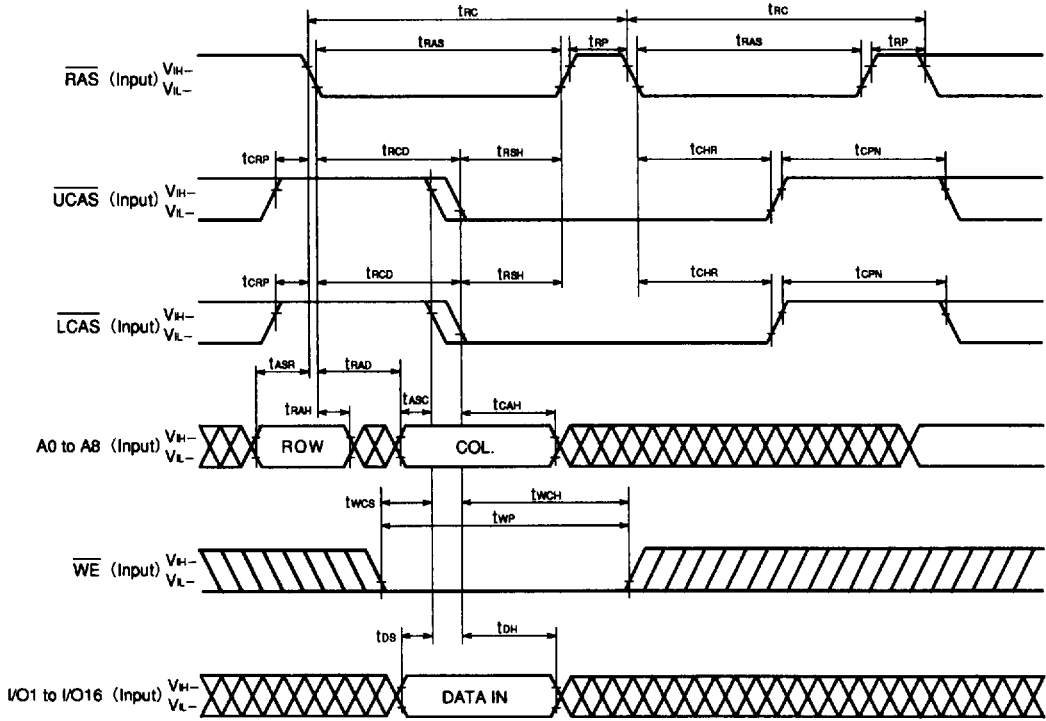 tRC tRC
tRAS tRP tRAS tRP
RAS (Input) VIH–
VIL–
tCRP tRCD tRSH tCHR tCPN
UCAS (Input) VIH–
VIL–
tCRP tRCD tRSH tCHR tCPN
LCAS (Input) VIH–
VIL–
tASR tRAD
tRAH tASC tCAH
A0 to A8 (Input) VIH–
VIL–
ROW COL.
tWCS tWCH
tWP
WE (Input) VIH–
VIL–
tDS tDH
I/O1 to I/O16 (Input) VIH–
VIL–
DATA IN